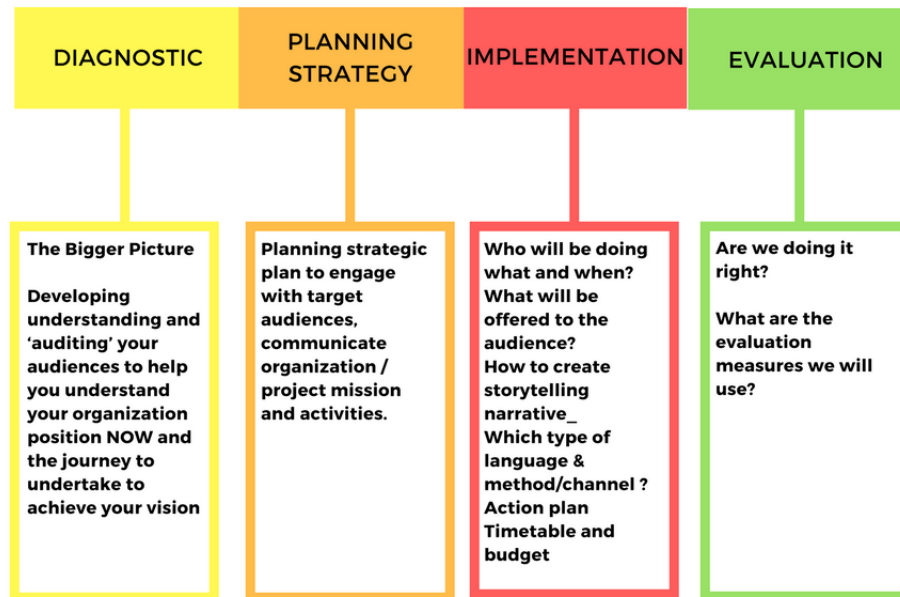 DIAGNOSTIC
PLANNING
STRATEGY
IMPLEMENTATION
EVALUATION
The Bigger Picture
Developing
understanding and
‘auditing’ your
audiences to help
you understand
your organization
position NOW and
the journey to
undertake to
achieve your vision
Planning strategic
plan to engage
with target
audiences,
communicate
organization /
project mission
and activities.
Who will be doing
what and when?
What will be
offered to the
audience?
How to create
storytelling
narrative_
Which type of
language &
method/channel ?
Action plan
Timetable and
budget
Are we doing it
right?
What are the
evaluation
measures we will
use?